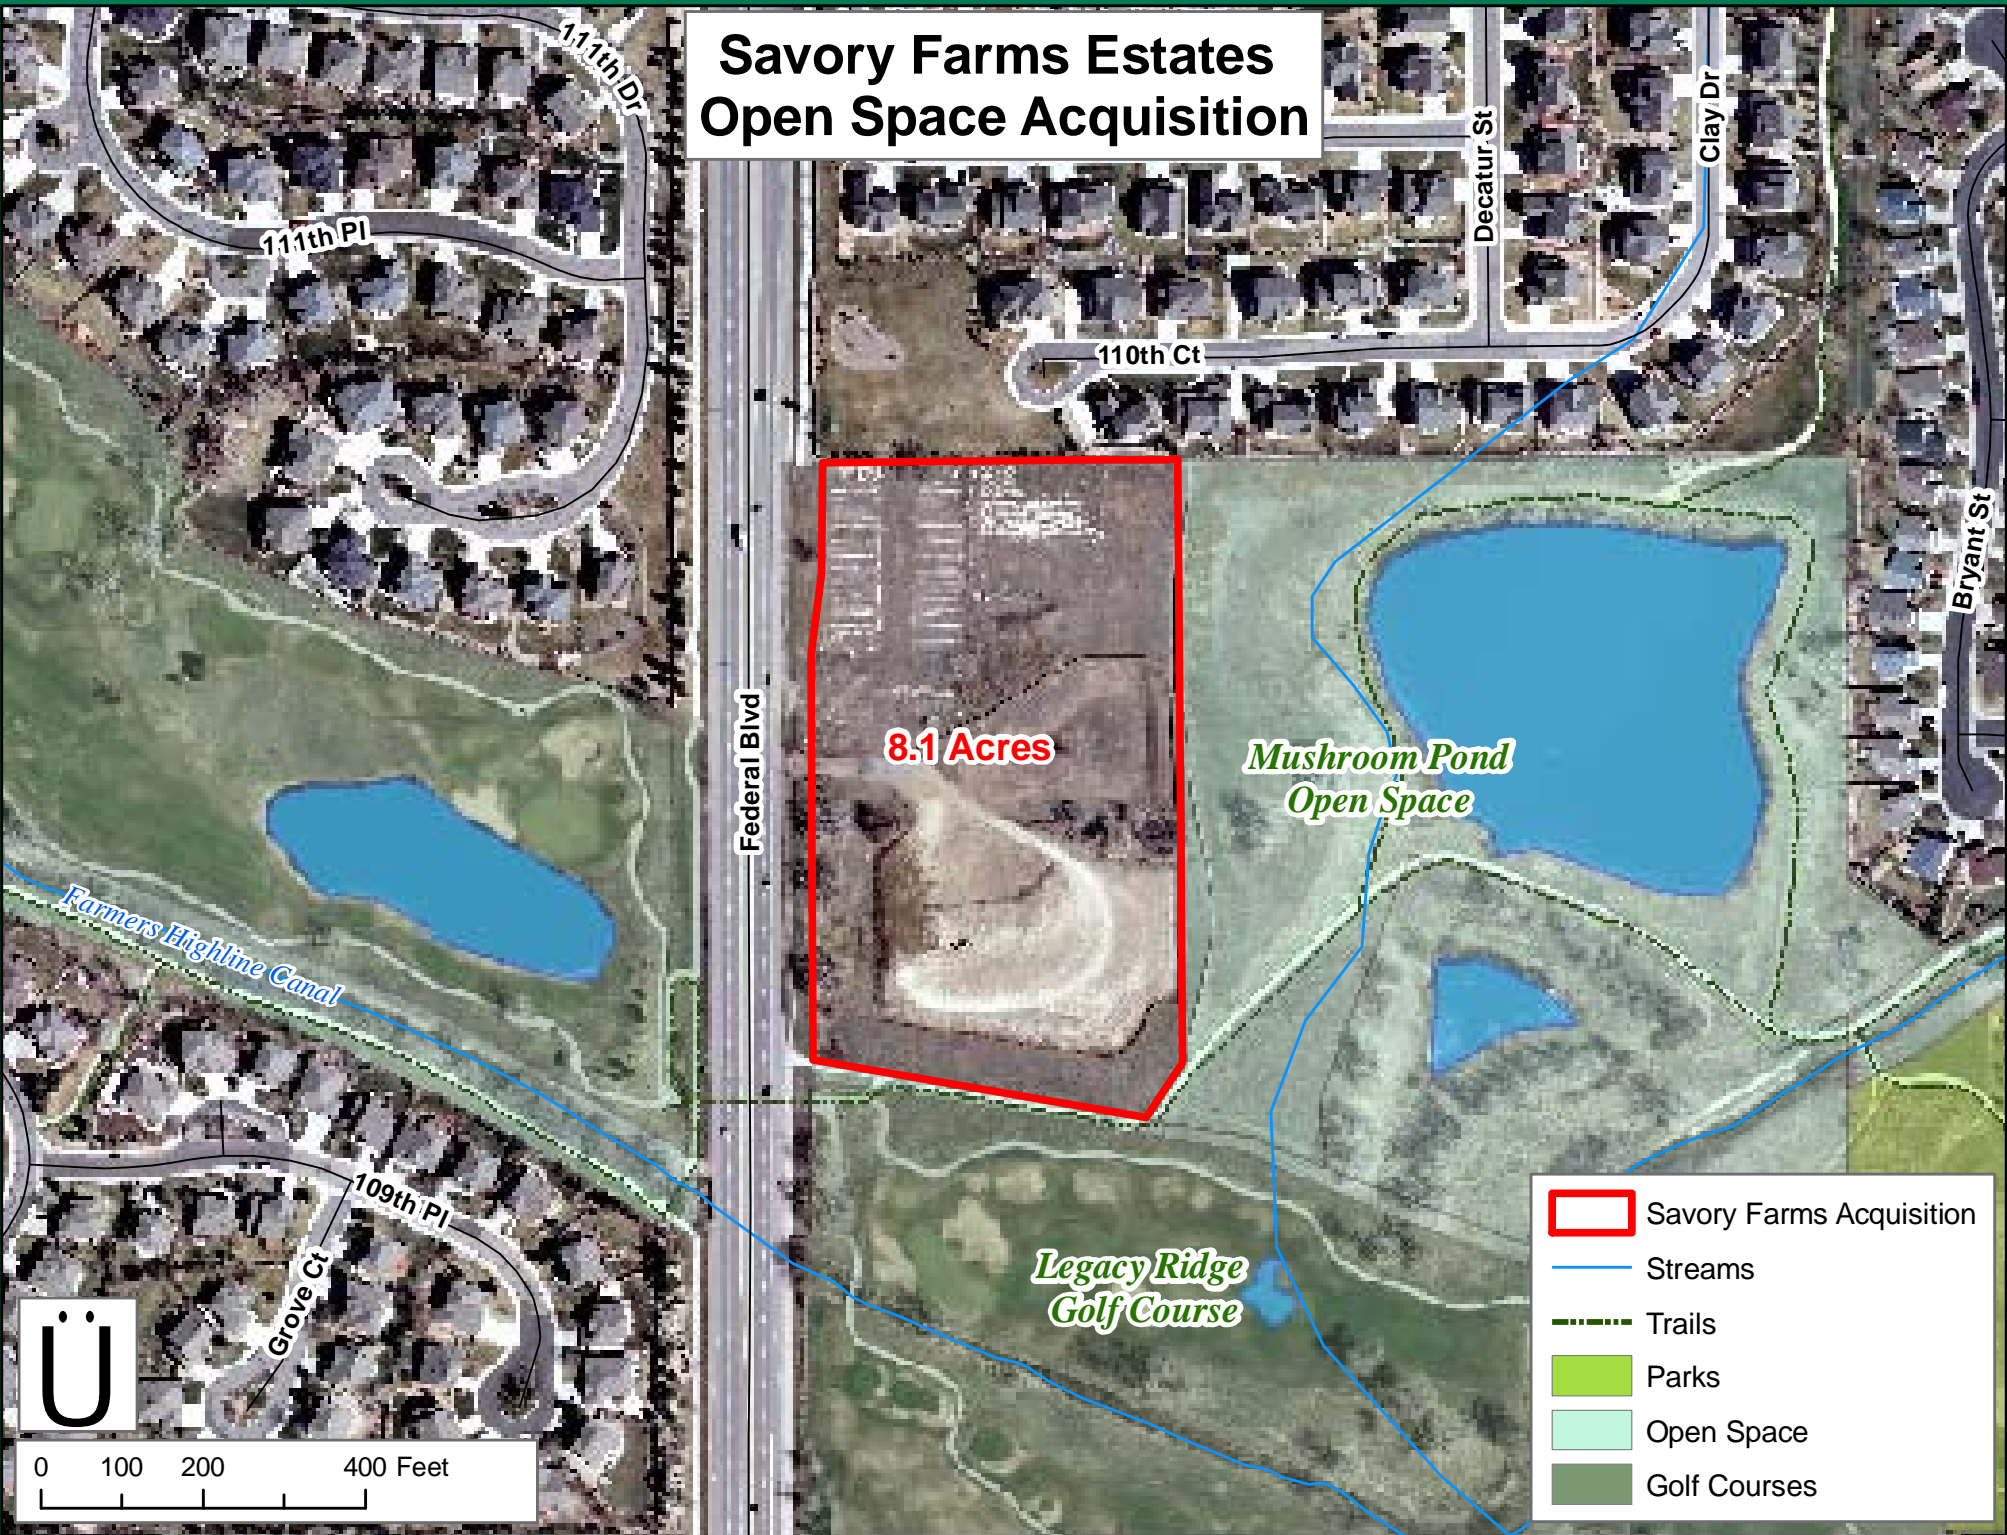 Savory Farms Estates
Open Space Acquisition
111th Dr
111th Pl
Decatur St
Clay Dr
110th Ct
Bryant St
Federal Blvd
8.1 Acres
Mushroom Pond
Open Space
Farmers Highline Canal
109th Pl
Grove Ct
Legacy Ridge
Golf Course
Ü
0 100 200 400 Feet
Savory Farms Acquisition
Streams
Trails
Parks
Open Space
Golf Courses